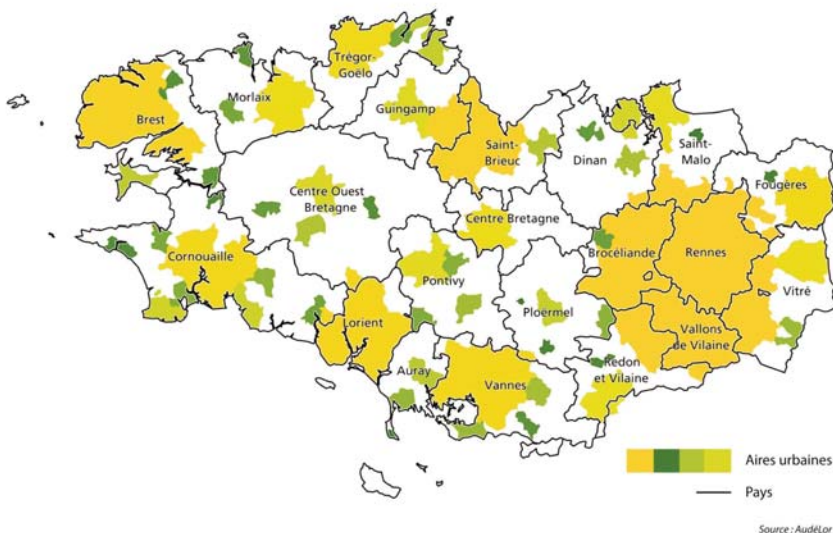 Trégor-
Goëlo
Guingamp
Morlaix
Brest
Saint-
Brieuc
Dinan
Saint-
Malo
Fougères
Centre Ouest
Bretagne
Centre Bretagne
Brocéliande
Rennes
Cornouaille
Pontivy
Vitré
Ploermel
Lorient
Vallons
de Vilaine
Redon
et Vilaine
Auray
Vannes
Aires urbaines
Pays
Source : AudéLor